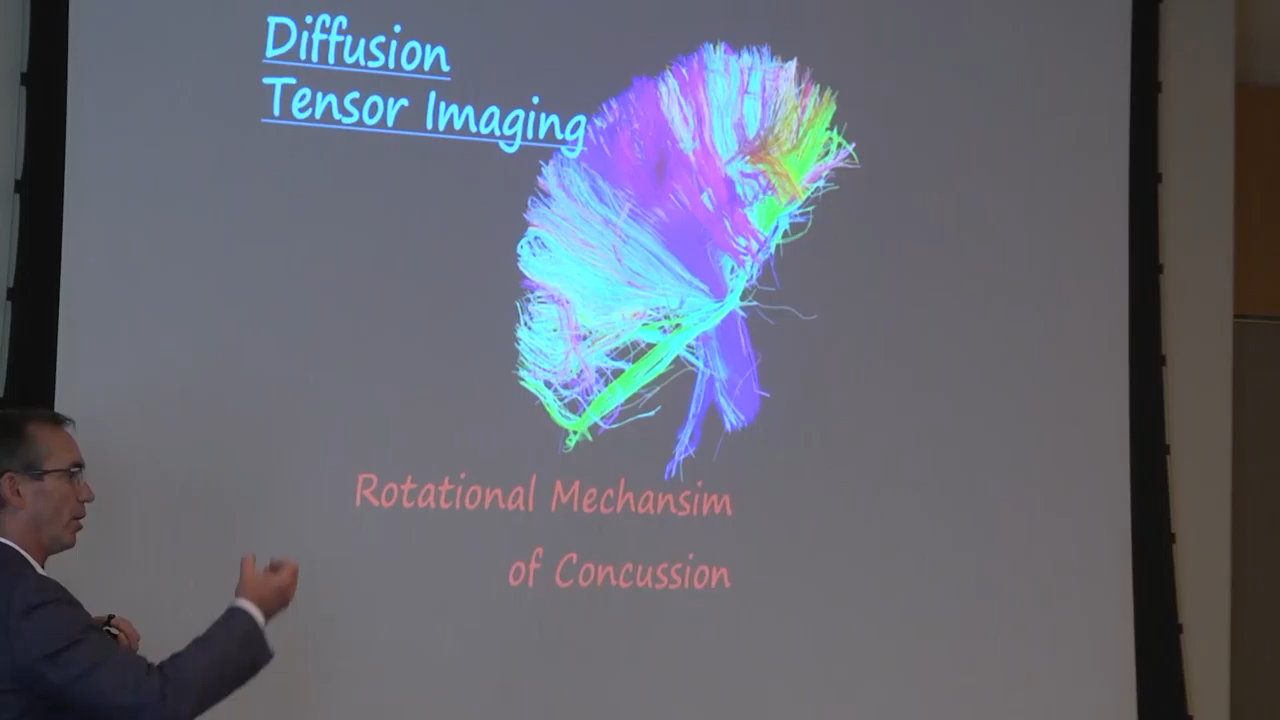 Diffusion
Tensor Imaging
Rotational Mechansim
of Concussion